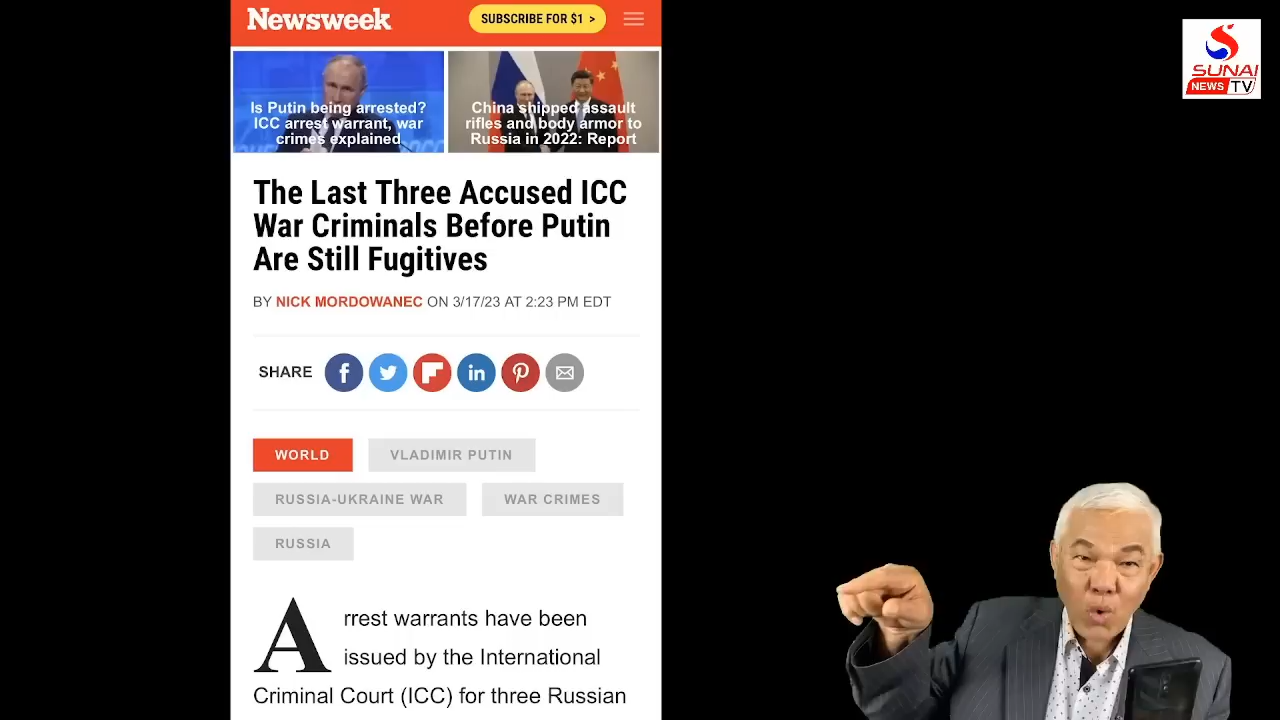 Newsweek
SUBSCRIBE FOR $1 >
Is Putin being arrested?
ICC arrest warrant, war
crimes explained
China shipped assault
rifles and body armor to
Russia in 2022: Report
SUNAI
NEWS TV
The Last Three Accused ICC
War Criminals Before Putin
Are Still Fugitives
BY NICK MORDOWANEC ON 3/17/23 AT 2:23 PM EDT
SHARE
WORLD
VLADIMIR PUTIN
RUSSIA-UKRAINE WAR
WAR CRIMES
RUSSIA
Arrest warrants have been
issued by the International
Criminal Court (ICC) for three Russian